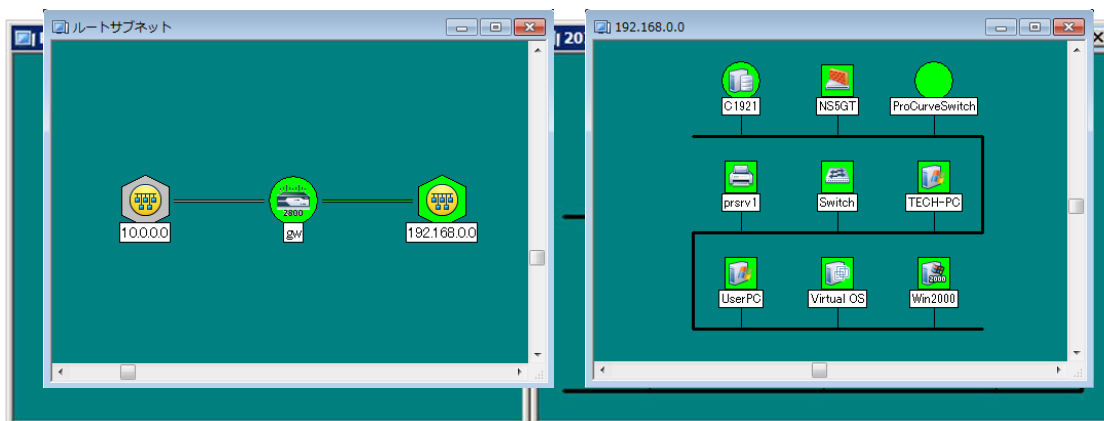 ルートサブネット
10.0.0.0
2800
gw
192.168.0.0
20
192.168.0.0
C1921
NS5GT
ProCurveSwitch
prsrv1
Switch
TECH-PC
UserPC
Virtual OS
2000
Win2000